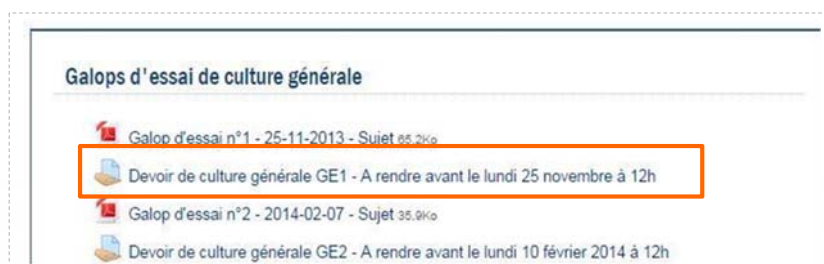 Galops d'essai de culture générale
Galop d'essai n°1 - 25-11-2013 - Sujet 65.2Ko
Devoir de culture générale GE1 - A rendre avant le lundi 25 novembre à 12h
Galop d'essai n°2 - 2014-02-07 - Sujet 35.9Ko
Devoir de culture générale GE2 - A rendre avant le lundi 10 février 2014 à 12h